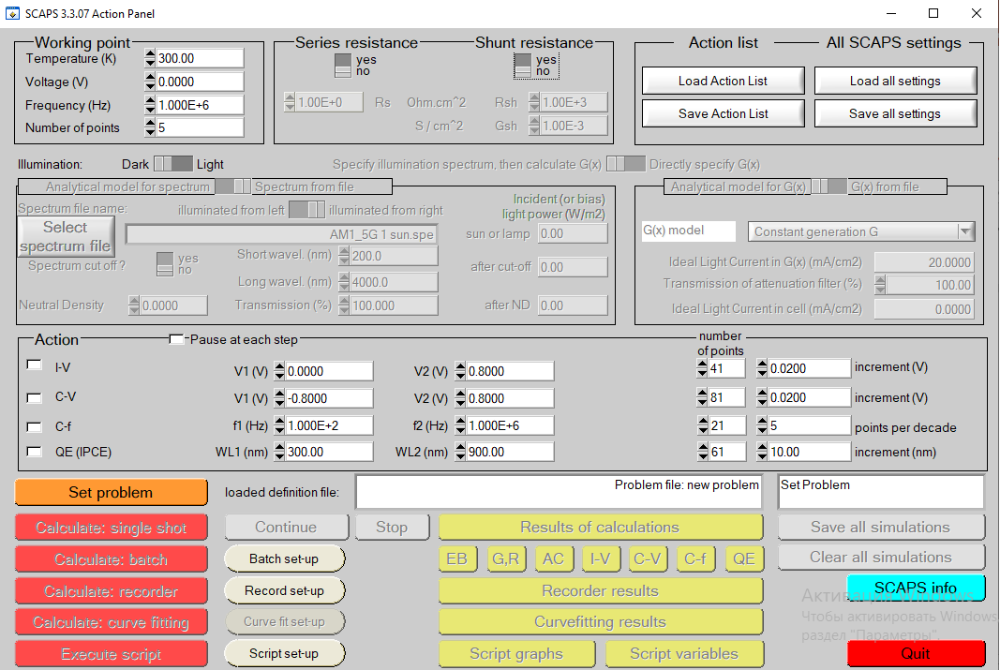 SCAPS 3.3.07 Action Panel
Working point
Temperature (K) 300.00
Voltage (V) 0.0000
Frequency (Hz) 1.000E+6
Number of points 5
Series resistance
yes
no
1.00E+0 Rs Ohm.cm^2
S / cm^2
Shunt resistance
yes
no
Rsh 1.00E+3
Gsh 1.00E-3
Action list
Load Action List
Save Action List
All SCAPS settings
Load all settings
Save all settings
Illumination: Dark Light
Specify illumination spectrum, then calculate G(x) Directly specify G(x)
Analytical model for spectrum Spectrum from file
Spectrum file name: illuminated from left illuminated from right
Select
spectrum file
AM1_5G 1 sun.spe
Spectrum cut off ? yes
no
Short wavel. (nm) 200.0
Long wavel. (nm) 4000.0
Neutral Density 0.0000 Transmission (%) 100.000
Incident (or bias)
light power (W/m2)
sun or lamp 0.00
after cut-off 0.00
after ND 0.00
Analytical model for G(x) G(x) from file
G(x) model Constant generation G
Ideal Light Current in G(x) (mA/cm2) 20.0000
Transmission of attenuation filter (%) 100.00
Ideal Light Current in cell (mA/cm2) 0.0000
Action Pause at each step
number
of points
I-V V1 (V) 0.0000 V2 (V) 0.8000 41 0.0200 increment (V)
C-V V1 (V) -0.8000 V2 (V) 0.8000 81 0.0200 increment (V)
C-f f1 (Hz) 1.000E+2 f2 (Hz) 1.000E+6 21 5 points per decade
QE (IPCE) WL1 (nm) 300.00 WL2 (nm) 900.00 61 10.00 increment (nm)
Set problem loaded definition file: Problem file: new problem Set Problem
Calculate: single shot Continue Stop Results of calculations Save all simulations
Calculate: batch Batch set-up EB G,R AC I-V C-V C-f QE Clear all simulations
Calculate: recorder Record set-up Recorder results SCAPS info
Calculate: curve fitting Curve fit set-up Curvefitting results
Execute script Script set-up Script graphs Script variables Quit
Активация Windows
Чтобы активировать Windows
раздел "Параметры".